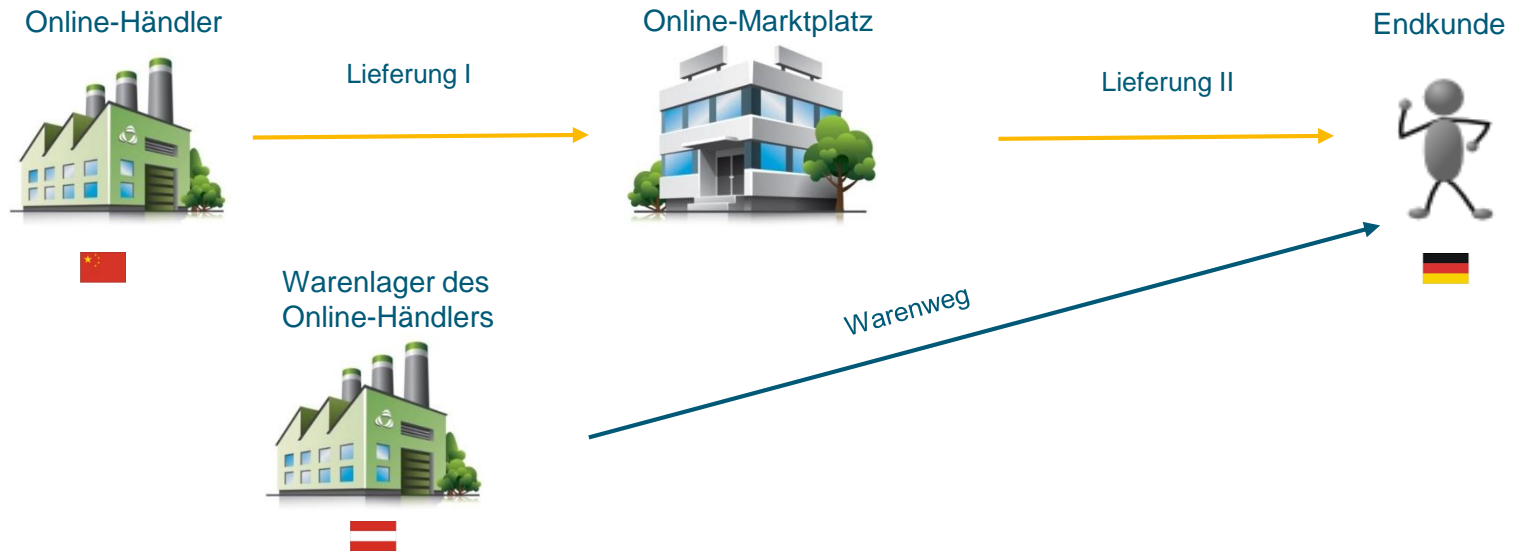 Online-Händler
Online-Marktplatz
Endkunde
Lieferung I
Lieferung II
Warenlager des
Online-Händlers
Warenweg